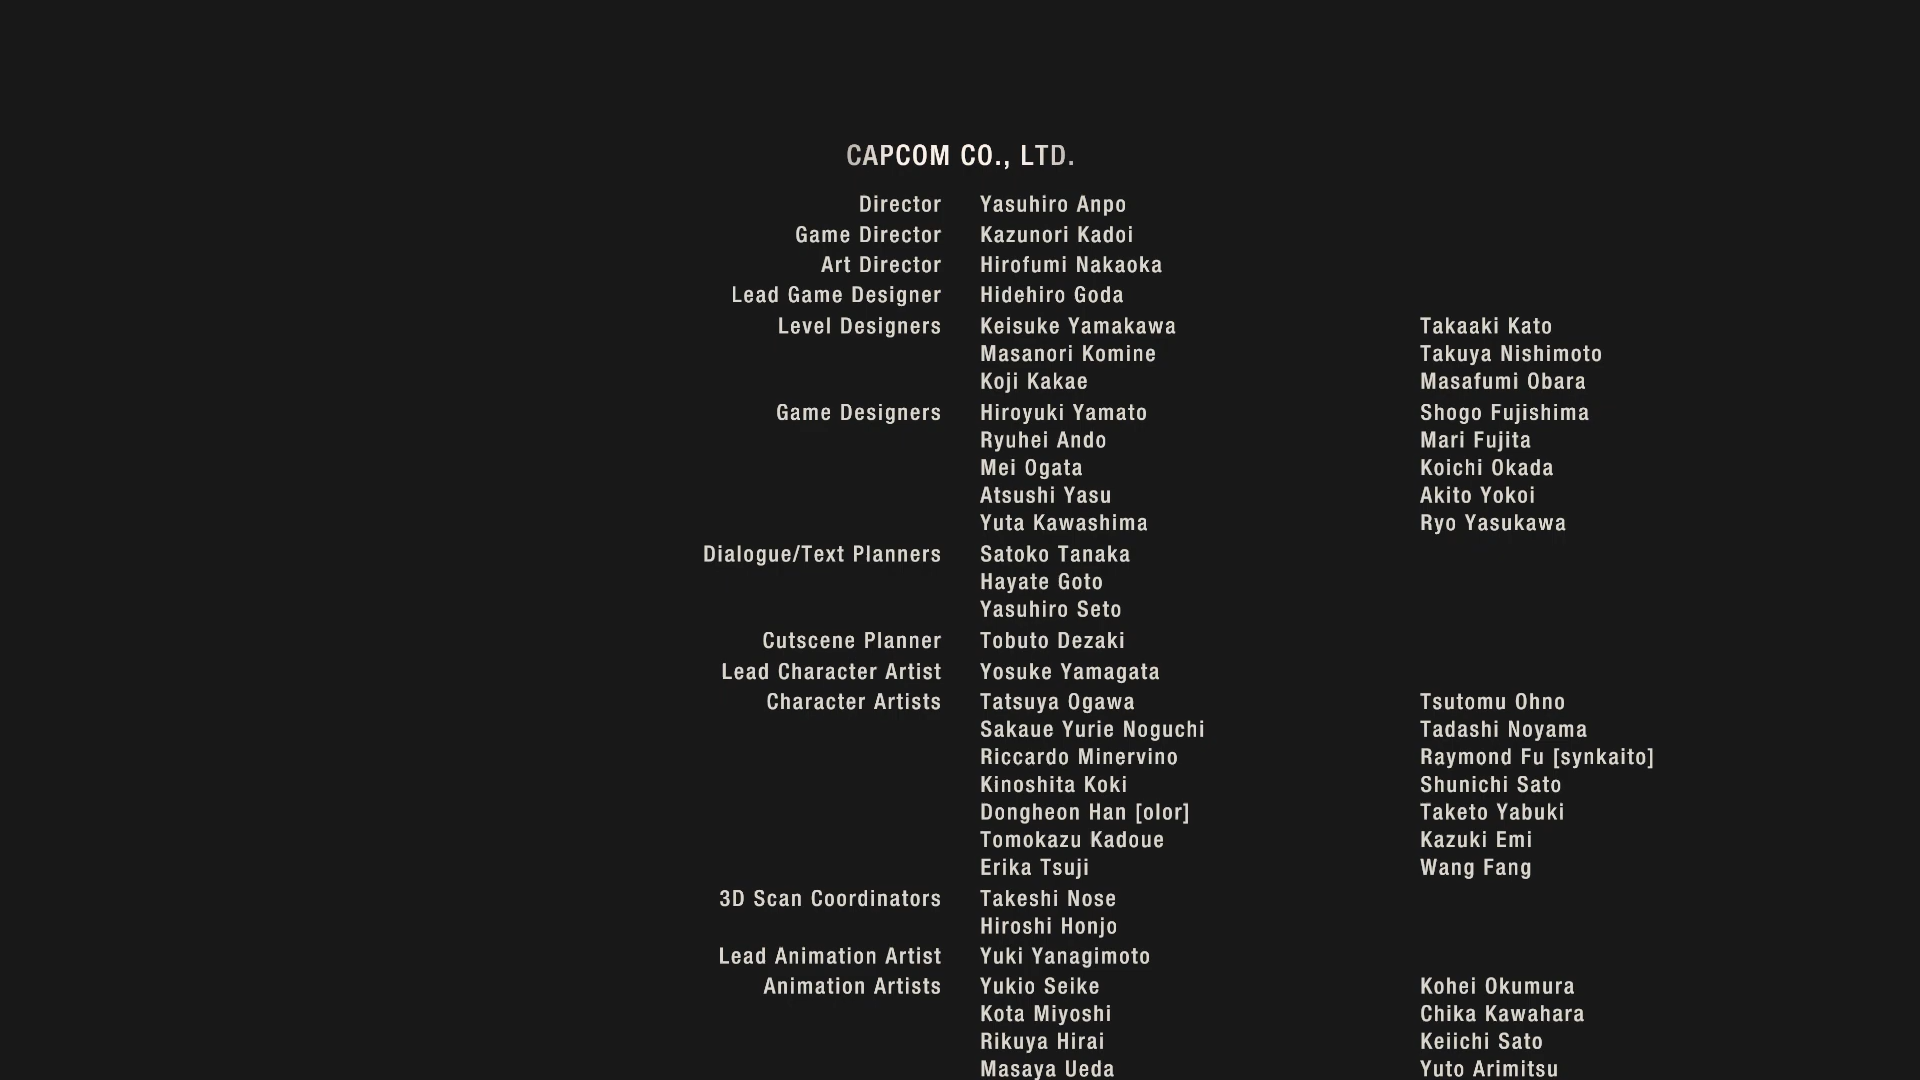 CAPCOM CO., LTD.
Director Yasuhiro Anpo
Game Director Kazunori Kadoi
Art Director Hirofumi Nakaoka
Lead Game Designer Hidehiro Goda
Level Designers Keisuke Yamakawa Takaaki Kato
Masanori Komine Takuya Nishimoto
Koji Kakae Masafumi Obara
Game Designers Hiroyuki Yamato Shogo Fujishima
Ryuhei Ando Mari Fujita
Mei Ogata Koichi Okada
Atsushi Yasu Akito Yokoi
Yuta Kawashima Ryo Yasukawa
Dialogue/Text Planners Satoko Tanaka
Hayate Goto
Yasuhiro Seto
Cutscene Planner Tobuto Dezaki
Lead Character Artist Yosuke Yamagata
Character Artists Tatsuya Ogawa Tsutomu Ohno
Sakaue Yurie Noguchi Tadashi Noyama
Riccardo Minervino Raymond Fu [synkaito]
Kinoshita Koki Shunichi Sato
Dongheon Han [olor] Taketo Yabuki
Tomokazu Kadoue Kazuki Emi
Erika Tsuji Wang Fang
3D Scan Coordinators Takeshi Nose
Hiroshi Honjo
Lead Animation Artist Yuki Yanagimoto
Animation Artists Yukio Seike Kohei Okumura
Kota Miyoshi Chika Kawahara
Rikuya Hirai Keiichi Sato
Masaya Ueda Yuto Arimitsu